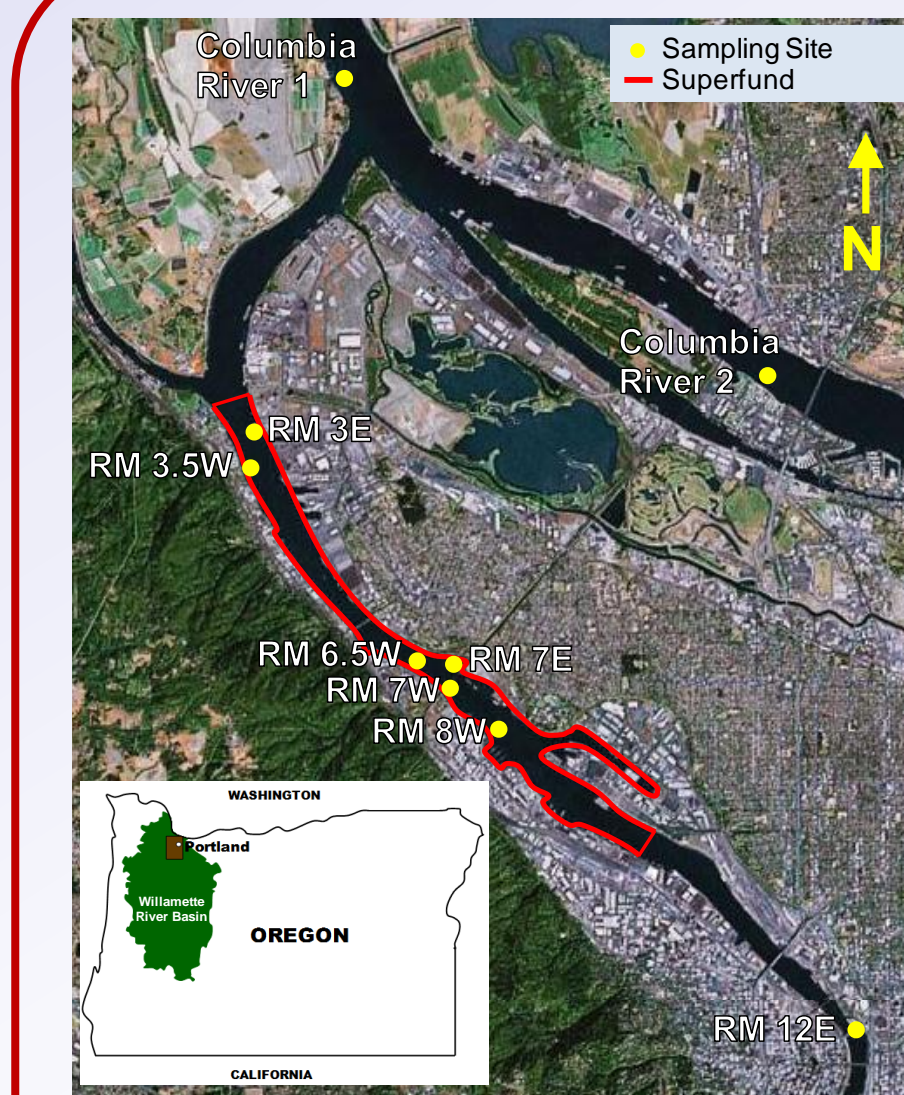 Columbia
River 1
Sampling Site
Superfund
N
Columbia
River 2
RM 3E
RM 3.5W
RM 6.5W
RM 7E
RM 7W
RM 8W
WASHINGTON
Portland
Willamette
River Basin
OREGON
CALIFORNIA
RM 12E